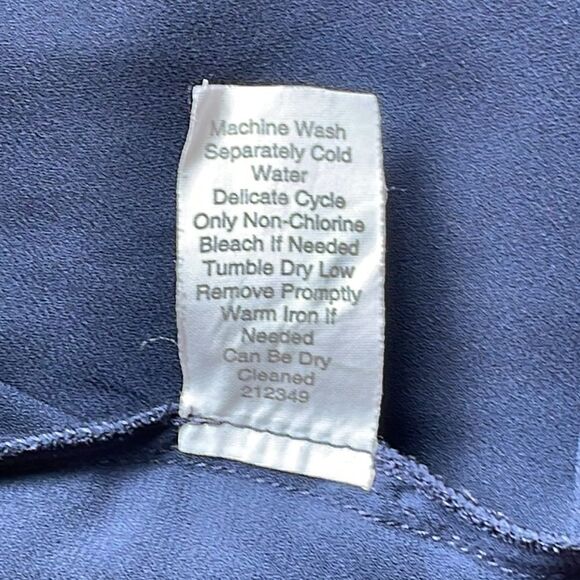 Machine Wash
Separately Cold
Water
Delicate Cycle
Only Non-Chlorine
Bleach If Needed
Tumble Dry Low
Remove Promptly
Warm Iron If
Needed
Can Be Dry
Cleaned
212349